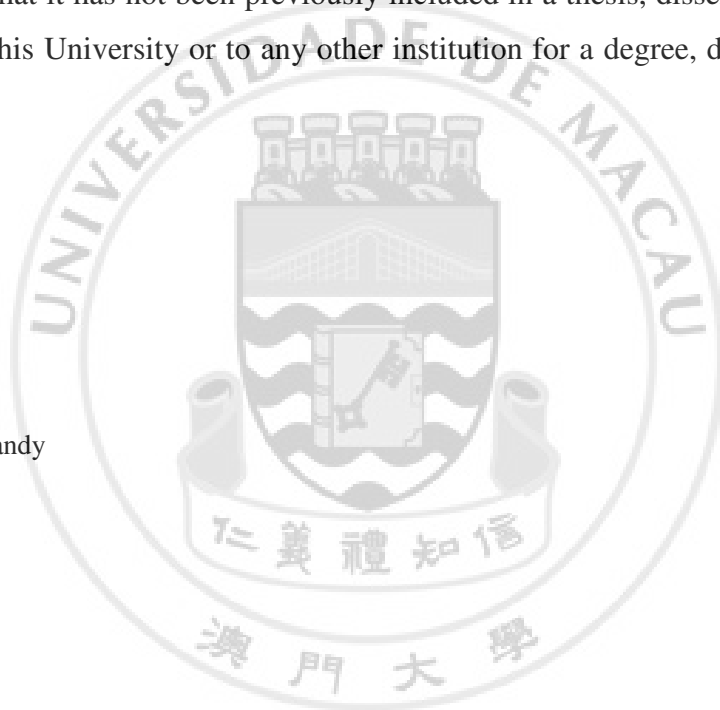 hat it has not been previously included in a thesis, disse
his University or to any other institution for a degree, d
UNIVERSIDADE DE MACAU
andy
仁義禮知信
澳門大學